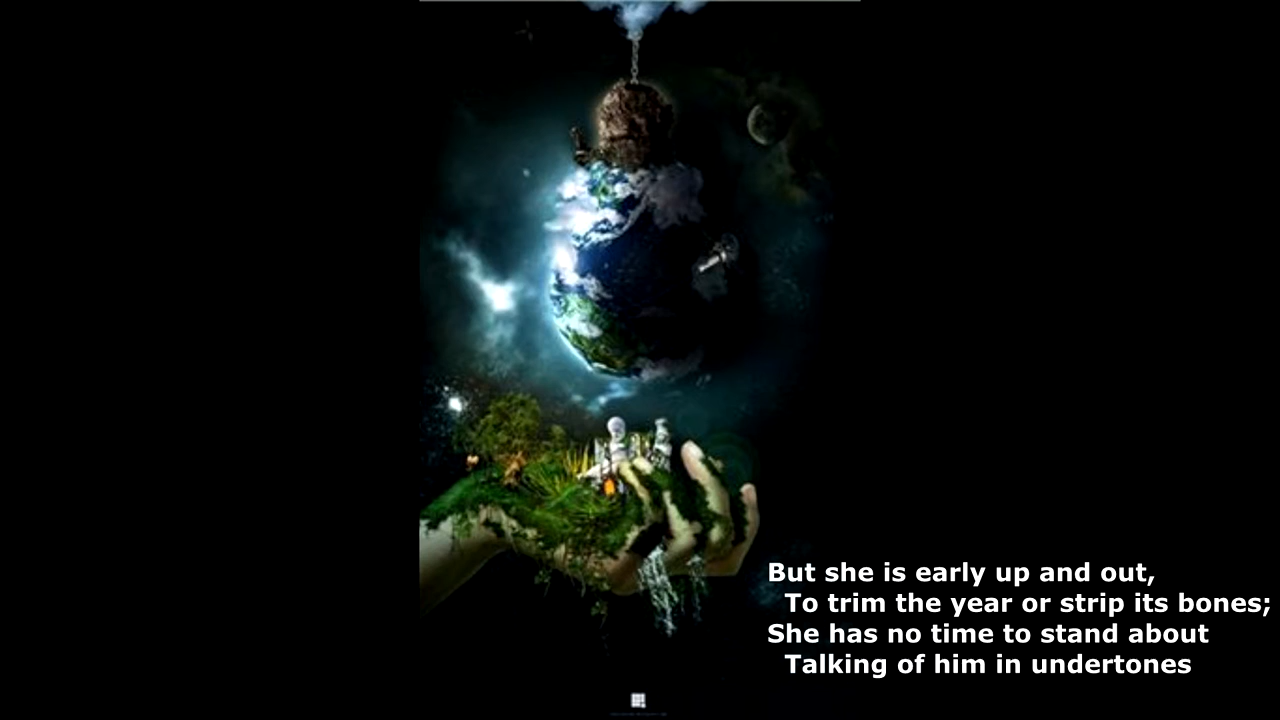 But she is early up and out,
To trim the year or strip its bones;
She has no time to stand about
Talking of him in undertones